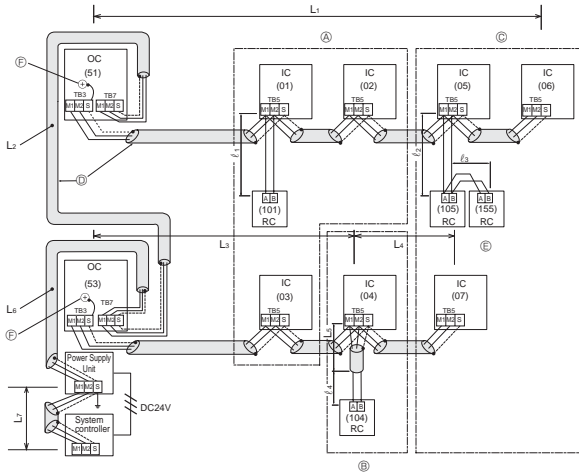 L1
A
C
OC
(51)
F
TB3
TB7
M1 M2 S
M1 M2 S
IC
(01)
TB5
M1 M2 S
IC
(02)
TB5
M1 M2 S
IC
(05)
TB5
M1 M2 S
IC
(06)
TB5
M1 M2 S
L2
D
ℓ1
ℓ2
ℓ3
A B
(101)
RC
A B
(105)
RC
A B
(155)
RC
E
L3
L4
OC
(53)
F
TB3
TB7
M1 M2 S
M1 M2 S
IC
(03)
TB5
M1 M2 S
IC
(04)
TB5
M1 M2 S
IC
(07)
TB5
M1 M2 S
L6
L5
Power Supply
Unit
M1 M2 S
DC24V
ℓ4
A B
(104)
RC
L7
System
controller
M1 M2 S
B